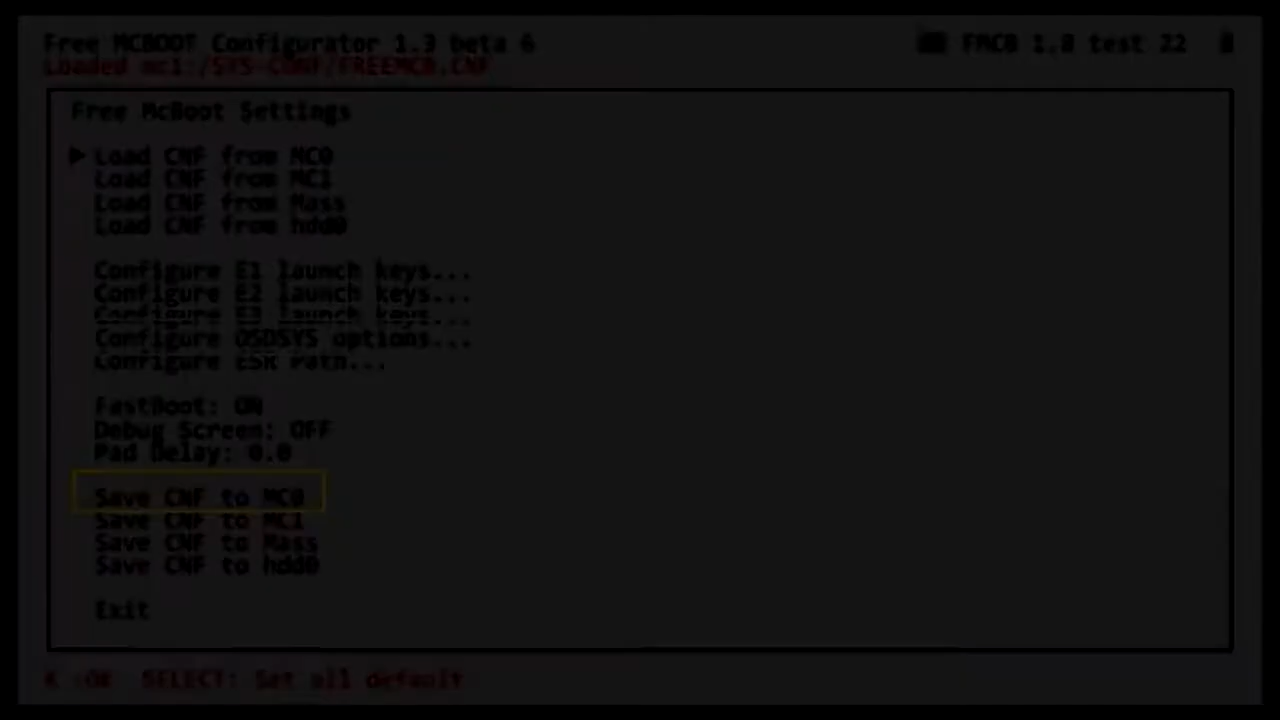 Free MCBOOT Configurator 1.3 beta 6
FMCB 1.8 test 22
Loaded mc1:/SYS-CONF/FREEMCB.CNF
Free McBoot Settings
Load CNF from MC0
Load CNF from MC1
Load CNF from Mass
Load CNF from hdd0
Configure E1 launch keys...
Configure E2 launch keys...
Configure E3 launch keys...
Configure OSDSYS options...
Configure ESR Path...
FastBoot: ON
Debug Screen: OFF
Pad Delay: 0.0
Save CNF to MC0
Save CNF to MC1
Save CNF to Mass
Save CNF to hdd0
Exit
:OK SELECT: Set all default